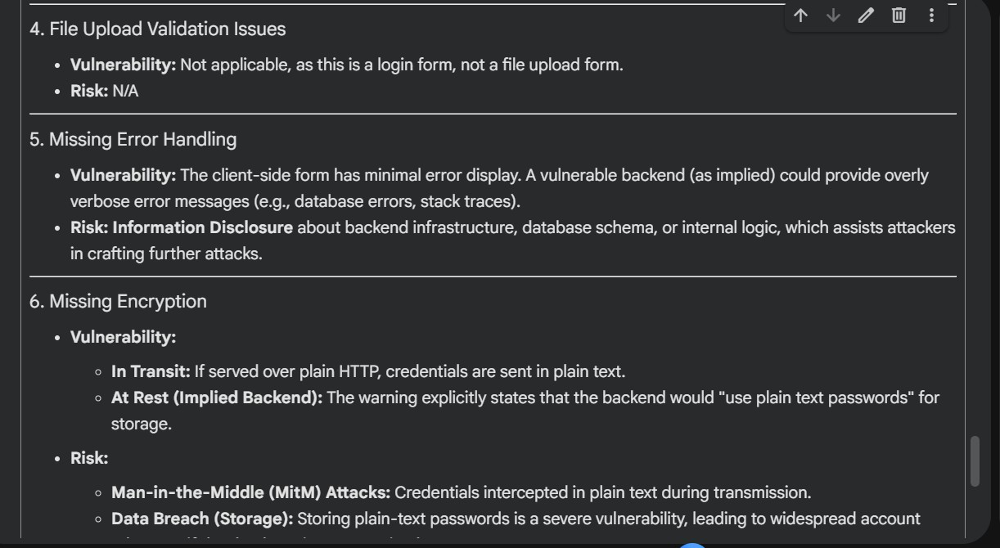 4. File Upload Validation Issues
• Vulnerability: Not applicable, as this is a login form, not a file upload form.
• Risk: N/A
5. Missing Error Handling
• Vulnerability: The client-side form has minimal error display. A vulnerable backend (as implied) could provide overly
verbose error messages (e.g., database errors, stack traces).
• Risk: Information Disclosure about backend infrastructure, database schema, or internal logic, which assists attackers
in crafting further attacks.
6. Missing Encryption
• Vulnerability:
◦ In Transit: If served over plain HTTP, credentials are sent in plain text.
◦ At Rest (Implied Backend): The warning explicitly states that the backend would "use plain text passwords" for
storage.
• Risk:
◦ Man-in-the-Middle (MitM) Attacks: Credentials intercepted in plain text during transmission.
◦ Data Breach (Storage): Storing plain-text passwords is a severe vulnerability, leading to widespread account